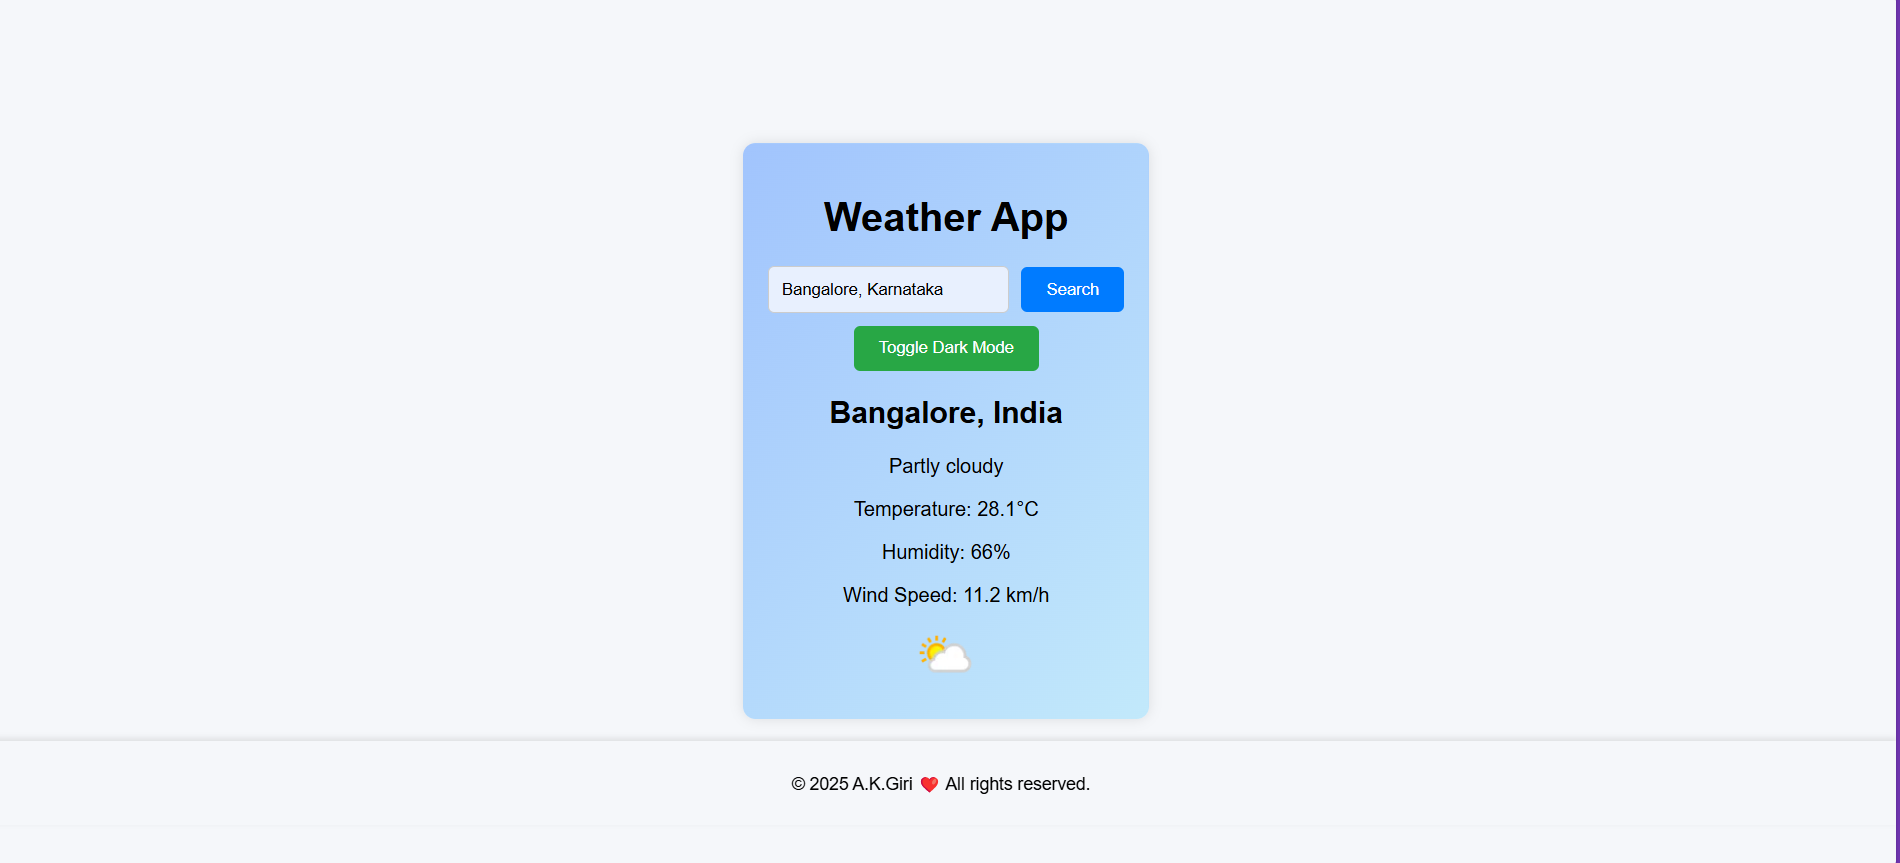 Weather App
Bangalore, Karnataka
Search
Toggle Dark Mode
Bangalore, India
Partly cloudy
Temperature: 28.1°C
Humidity: 66%
Wind Speed: 11.2 km/h
© 2025 A.K.Giri ❤️ All rights reserved.